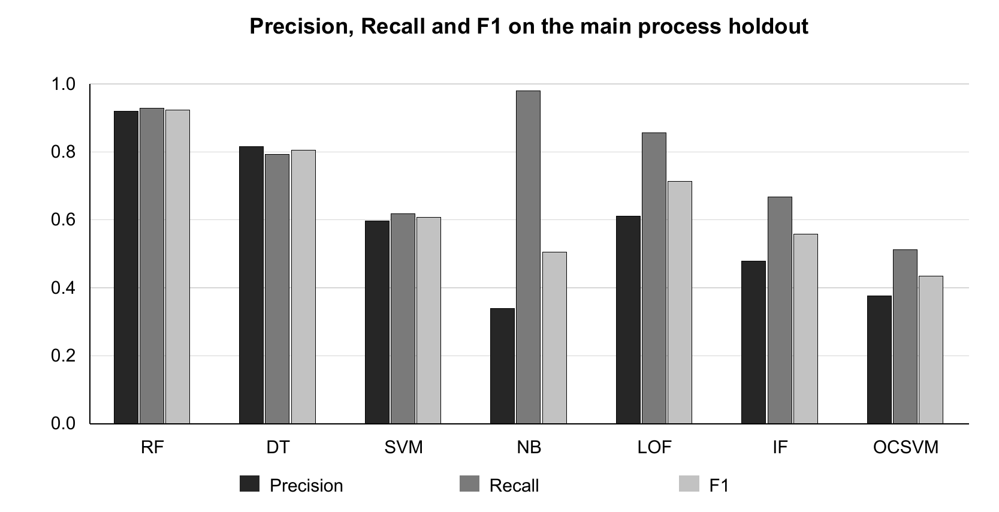 Precision, Recall and F1 on the main process holdout
1.0
0.8
0.6
0.4
0.2
0.0
RF DT SVM NB LOF IF OCSVM
Precision Recall F1